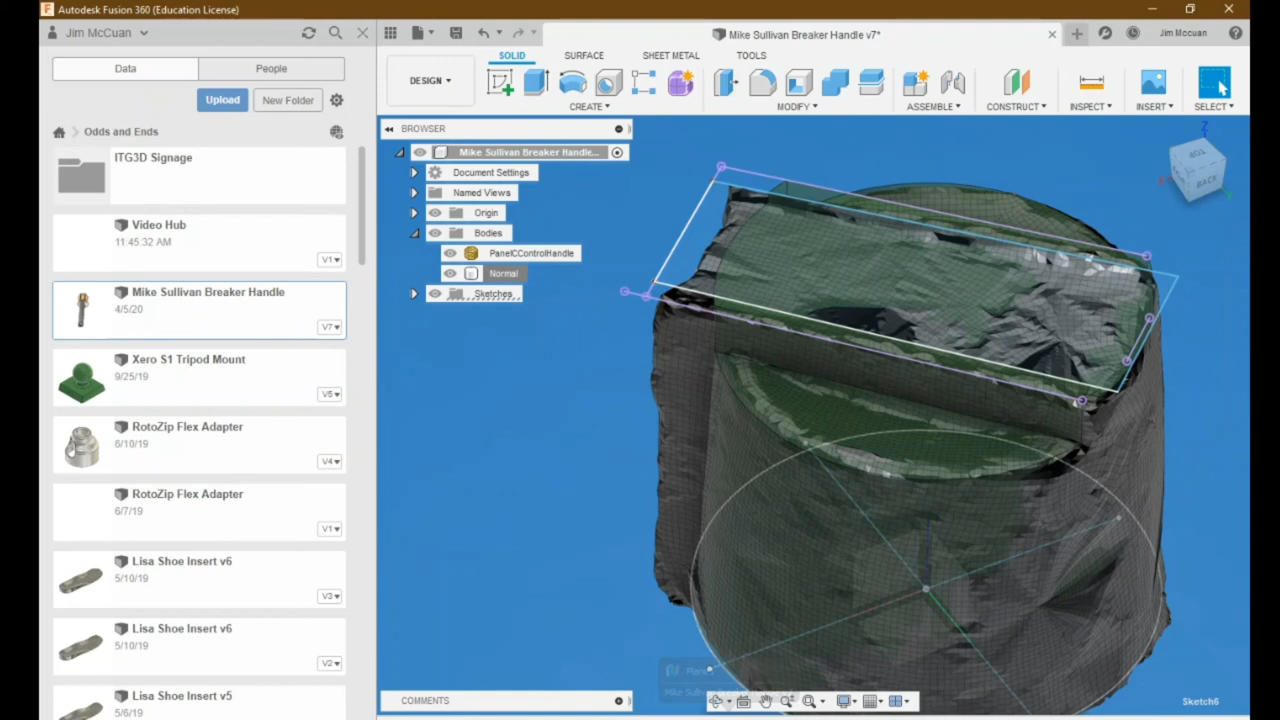 Autodesk Fusion 360 (Education License)
Jim McCuan
Mike Sullivan Breaker Handle v7*
Jim Mccuan
Data
People
Upload
New Folder
Odds and Ends
ITG3D Signage
Video Hub
11:45:32 AM
V1
Mike Sullivan Breaker Handle
4/5/20
V7
Xero S1 Tripod Mount
9/25/19
V5
RotoZip Flex Adapter
6/10/19
V4
RotoZip Flex Adapter
6/7/19
V1
Lisa Shoe Insert v6
5/10/19
V3
Lisa Shoe Insert v6
5/10/19
V2
Lisa Shoe Insert v5
5/6/19
DESIGN
SOLID
SURFACE
SHEET METAL
TOOLS
CREATE
MODIFY
ASSEMBLE
CONSTRUCT
INSPECT
INSERT
SELECT
BROWSER
Mike Sullivan Breaker Handle...
Document Settings
Named Views
Origin
Bodies
PanelCControlHandle
Normal
Sketches
Z
TOP
BACK
COMMENTS
Sketch6